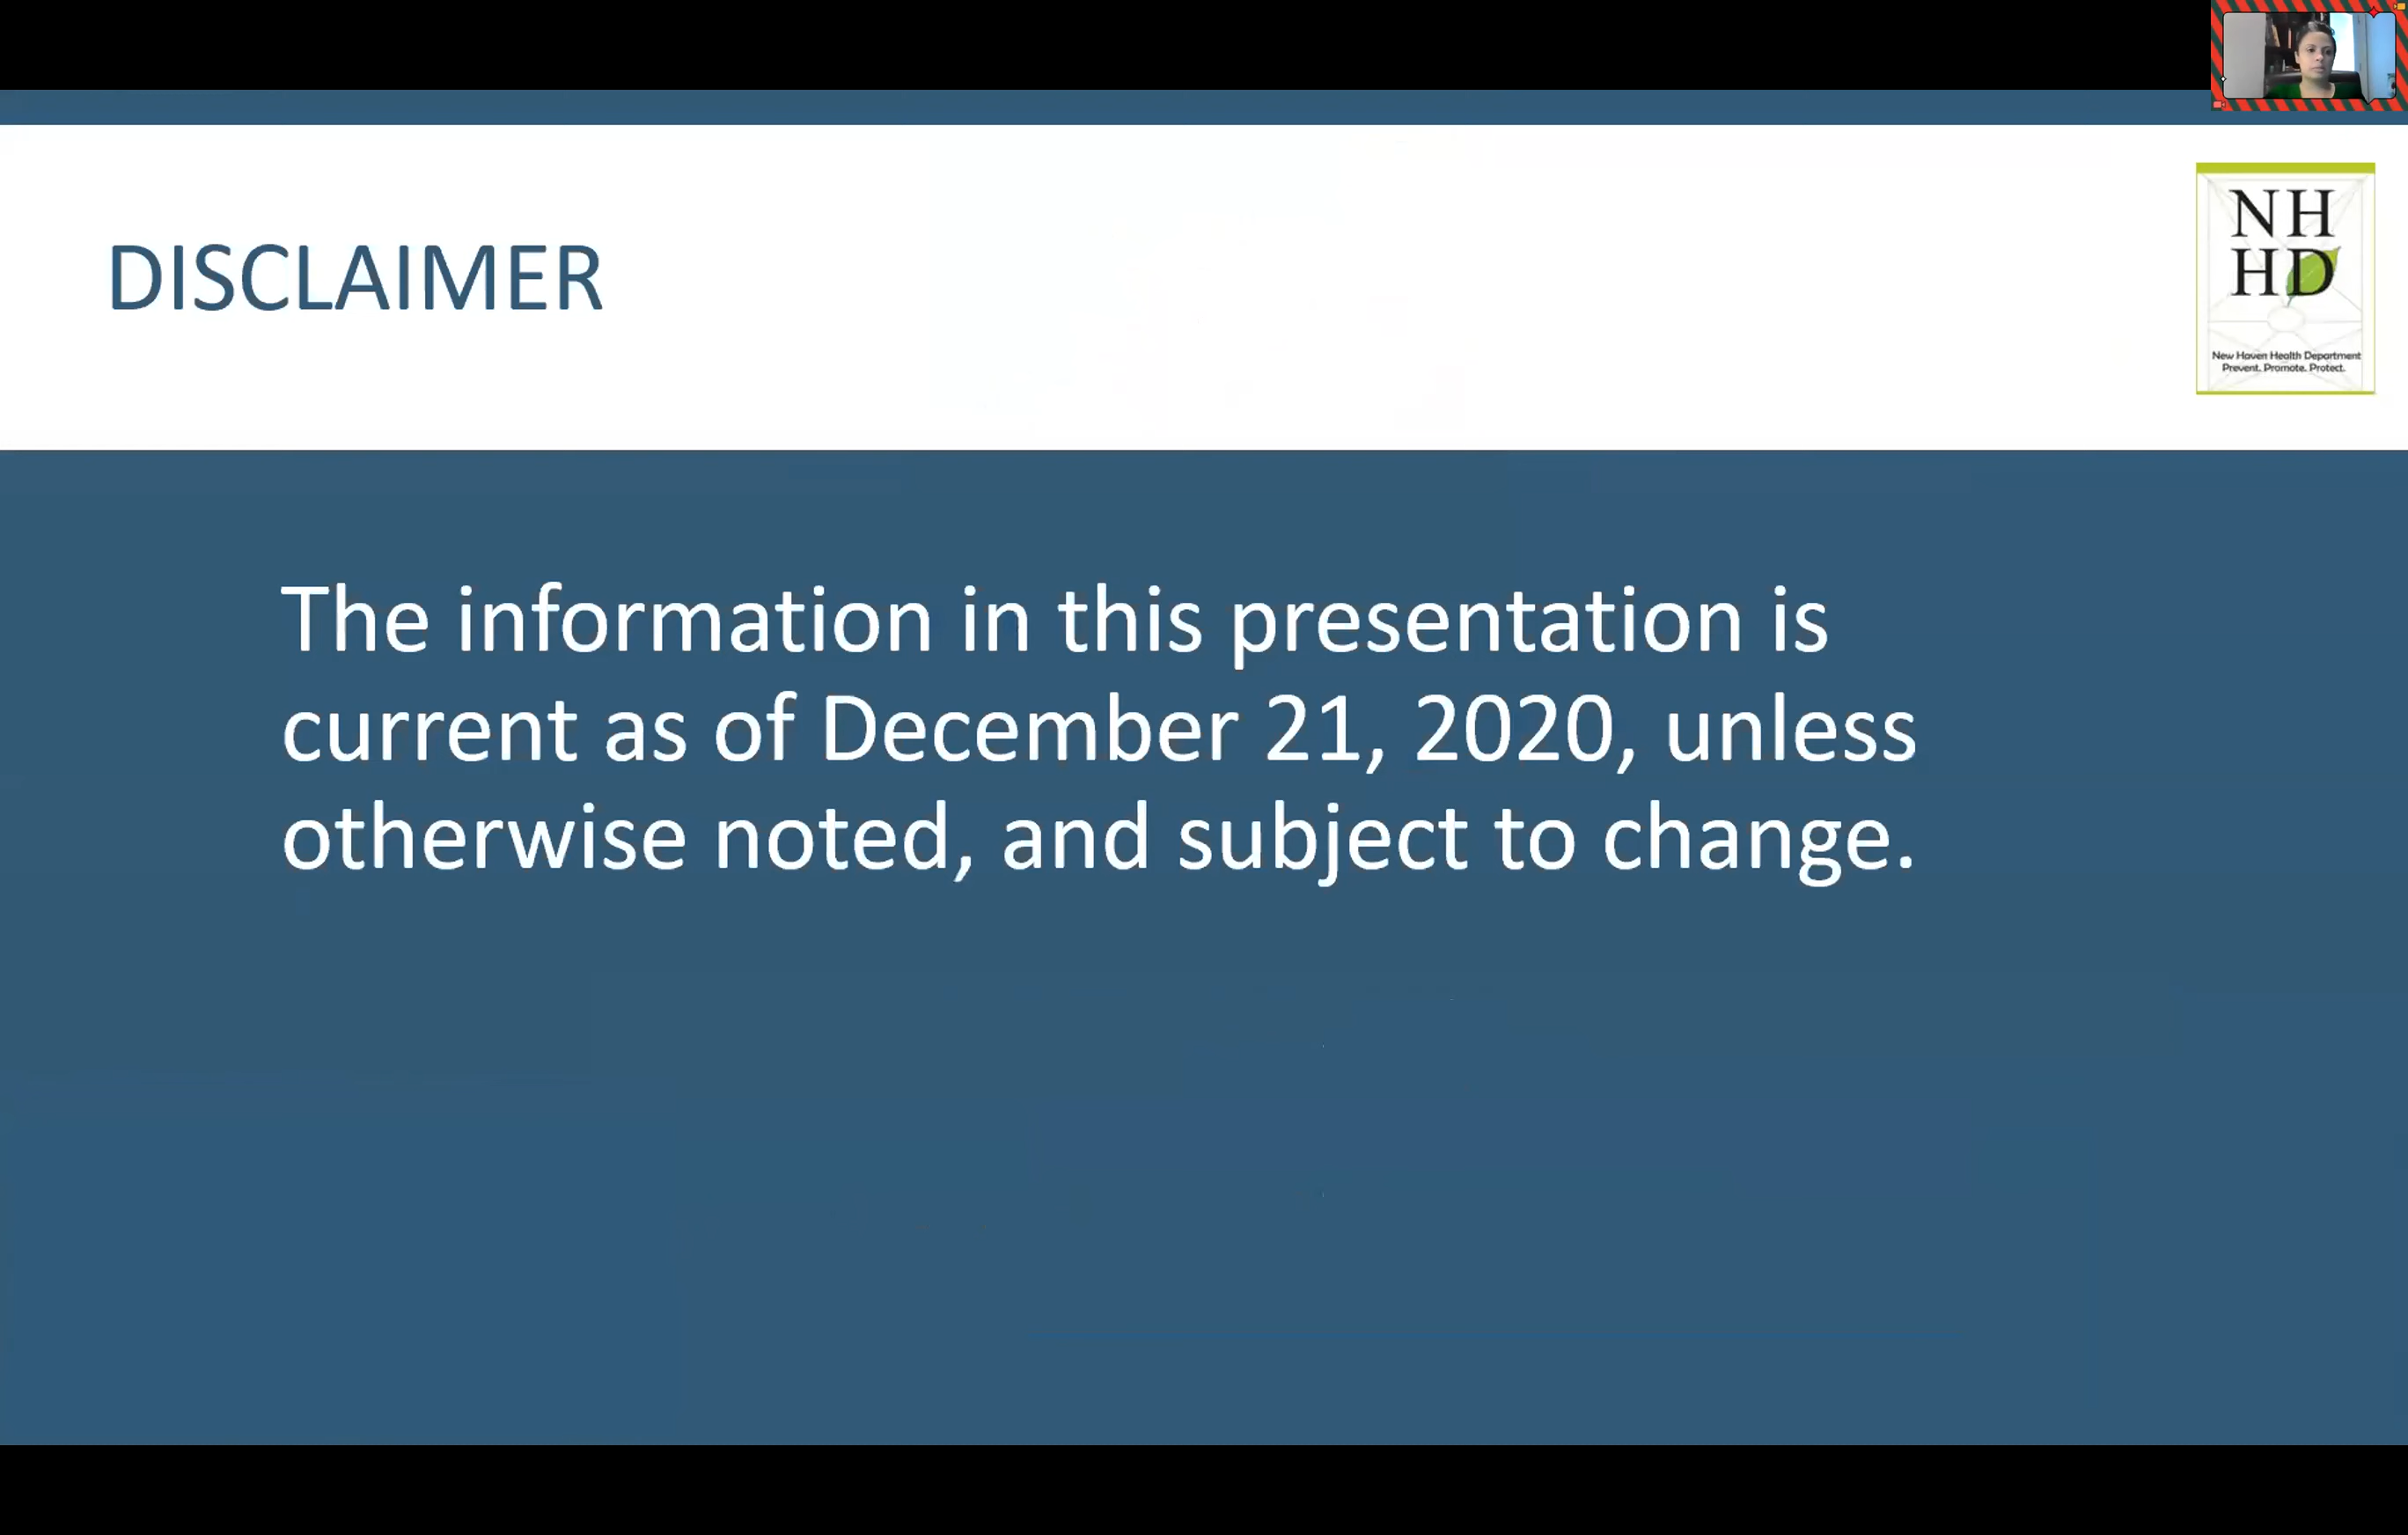 DISCLAIMER
NH
HD
New Haven Health Department
Prevent. Promote. Protect.
The information in this presentation is
current as of December 21, 2020, unless
otherwise noted, and subject to change.